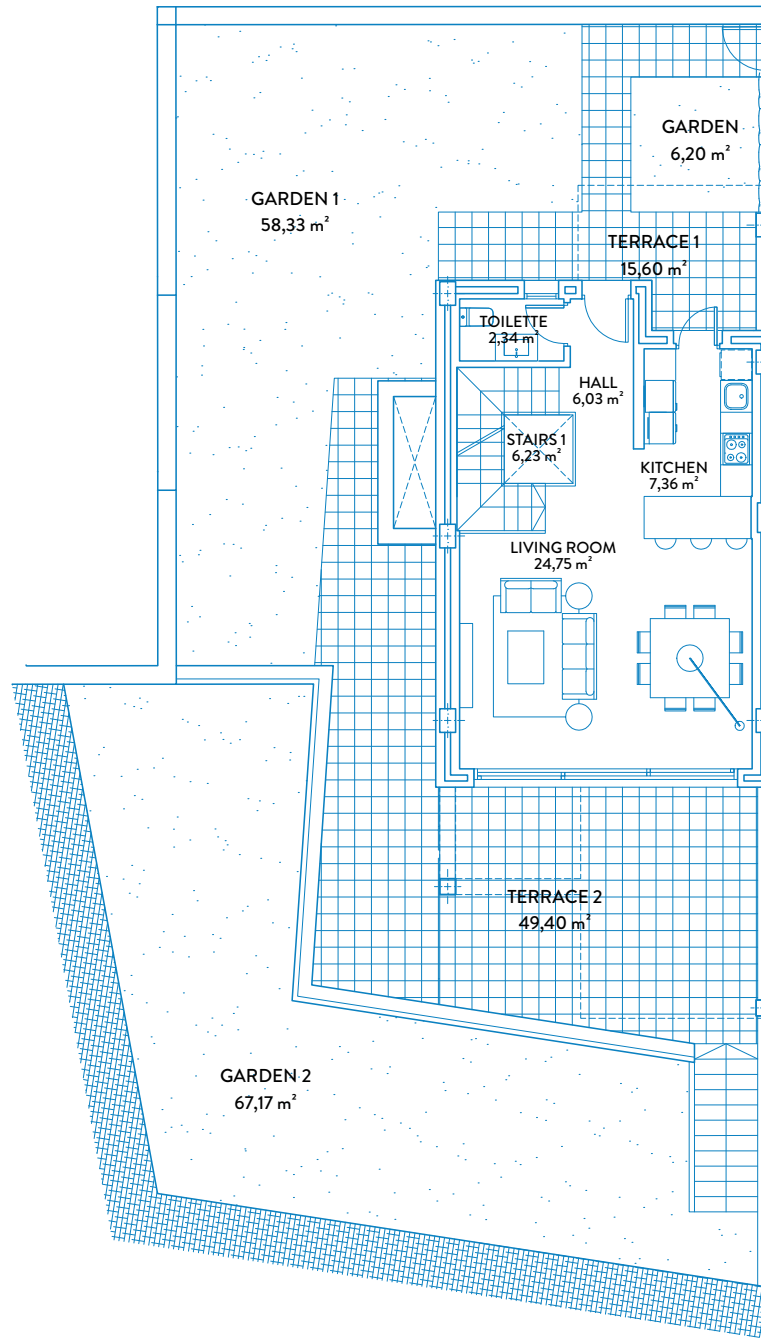 GARDEN
6,20 m²
GARDEN 1
58,33 m²
TERRACE 1
15,60 m²
TOILETTE
2,34 m²
HALL
6,03 m²
STAIRS 1
6,23 m²
KITCHEN
7,36 m²
LIVING ROOM
24,75 m²
TERRACE 2
49,40 m²
GARDEN 2
67,17 m²